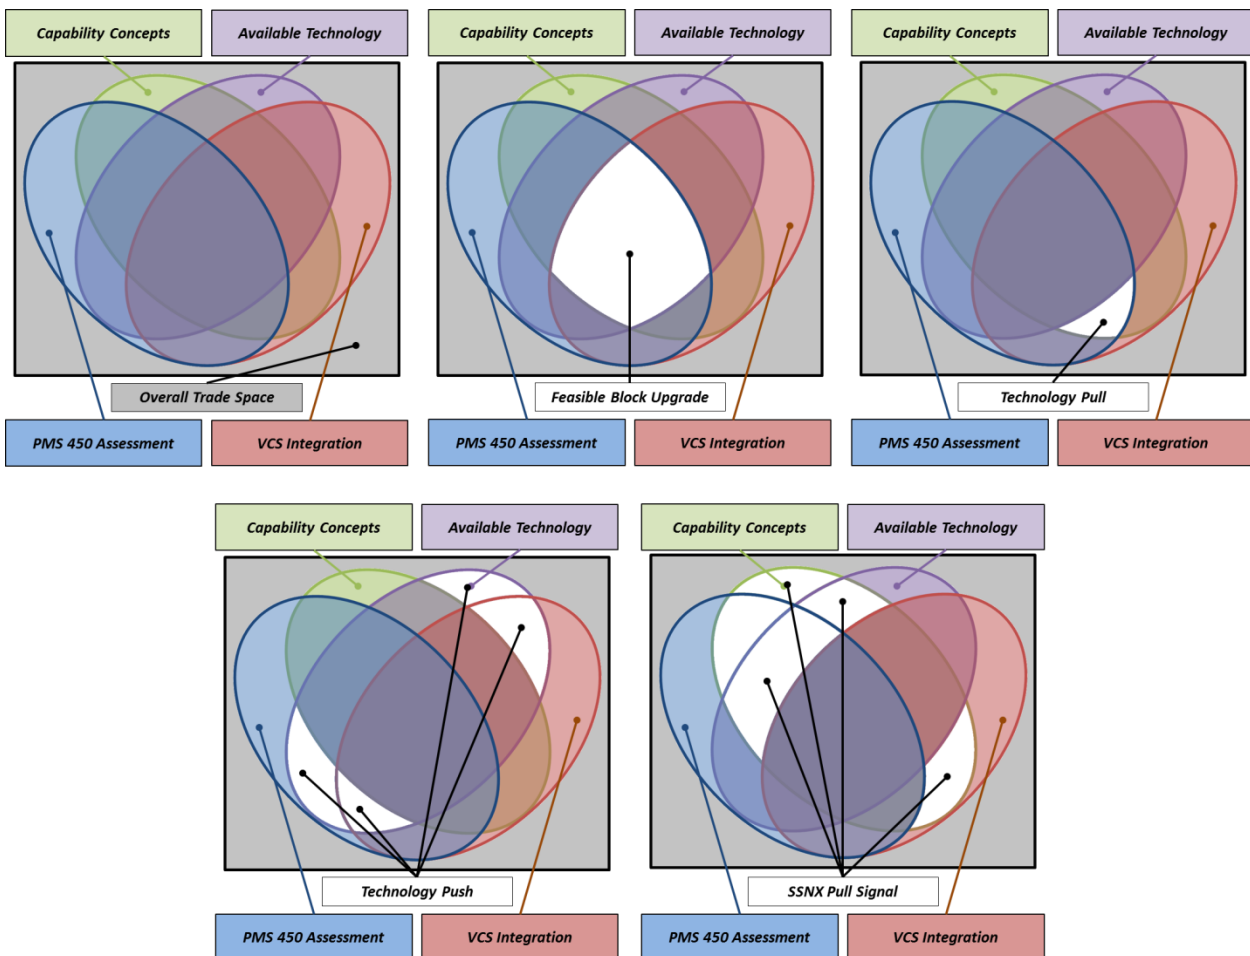 Capability Concepts
Available Technology
Overall Trade Space
PMS 450 Assessment
VCS Integration
Capability Concepts
Available Technology
Feasible Block Upgrade
PMS 450 Assessment
VCS Integration
Capability Concepts
Available Technology
Technology Pull
PMS 450 Assessment
VCS Integration
Capability Concepts
Available Technology
Technology Push
PMS 450 Assessment
VCS Integration
Capability Concepts
Available Technology
SSNX Pull Signal
PMS 450 Assessment
VCS Integration